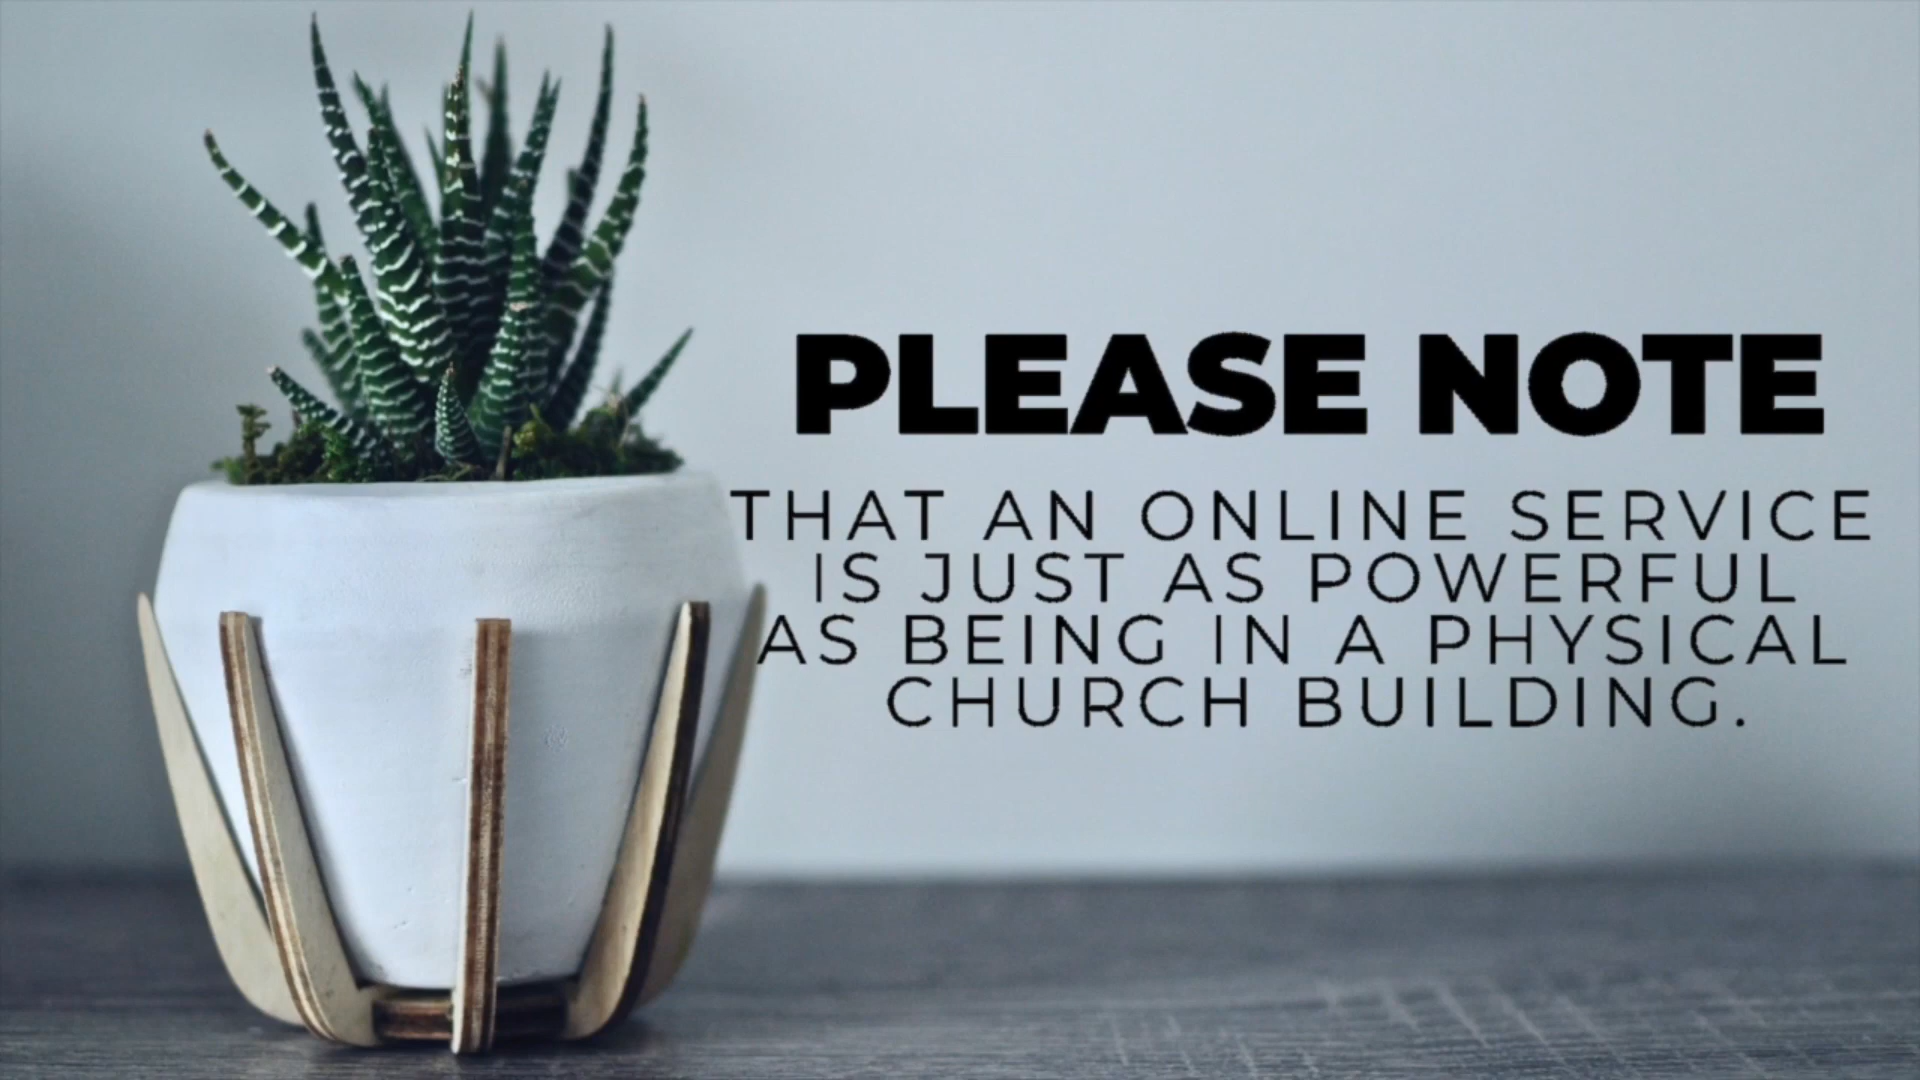 PLEASE NOTE
THAT AN ONLINE SERVICE
IS JUST AS POWERFUL
AS BEING IN A PHYSICAL
CHURCH BUILDING.